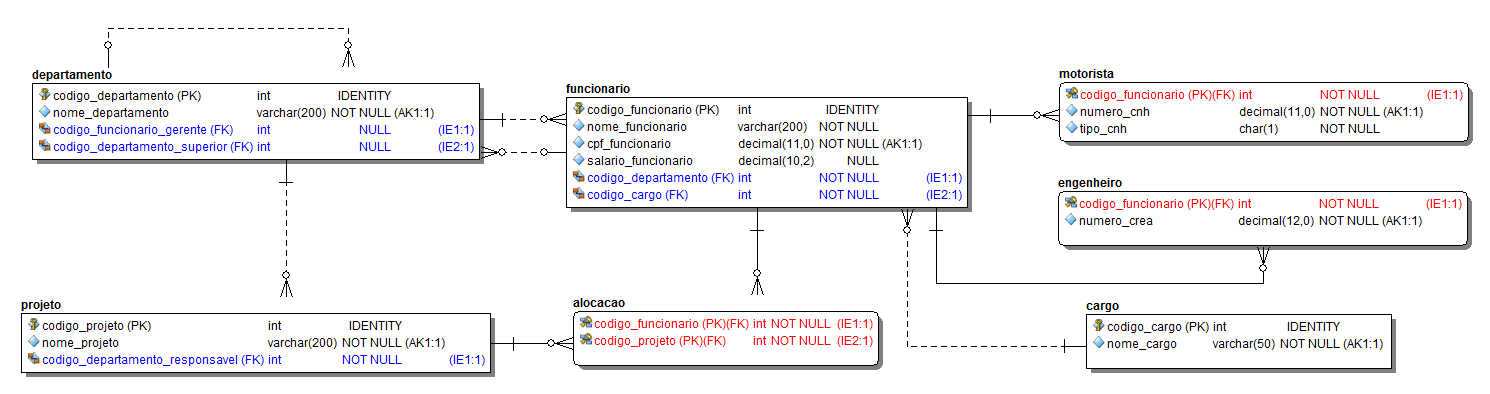 departamento
codigo_departamento (PK) int IDENTITY
nome_departamento varchar(200) NOT NULL (AK1:1)
codigo_funcionario_gerente (FK) int NULL (IE1:1)
codigo_departamento_superior (FK) int NULL (IE2:1)
funcionario
codigo_funcionario (PK) int IDENTITY
nome_funcionario varchar(200) NOT NULL
cpf_funcionario decimal(11,0) NOT NULL (AK1:1)
salario_funcionario decimal(10,2) NULL
codigo_departamento (FK) int NOT NULL (IE1:1)
codigo_cargo (FK) int NOT NULL (IE2:1)
motorista
codigo_funcionario (PK)(FK) int NOT NULL (IE1:1)
numero_cnh decimal(11,0) NOT NULL (AK1:1)
tipo_cnh char(1) NOT NULL
engenheiro
codigo_funcionario (PK)(FK) int NOT NULL (IE1:1)
numero_crea decimal(12,0) NOT NULL (AK1:1)
projeto
codigo_projeto (PK) int IDENTITY
nome_projeto varchar(200) NOT NULL (AK1:1)
codigo_departamento_responsavel (FK) int NOT NULL (IE1:1)
alocacao
codigo_funcionario (PK)(FK) int NOT NULL (IE1:1)
codigo_projeto (PK)(FK) int NOT NULL (IE2:1)
cargo
codigo_cargo (PK) int IDENTITY
nome_cargo varchar(50) NOT NULL (AK1:1)